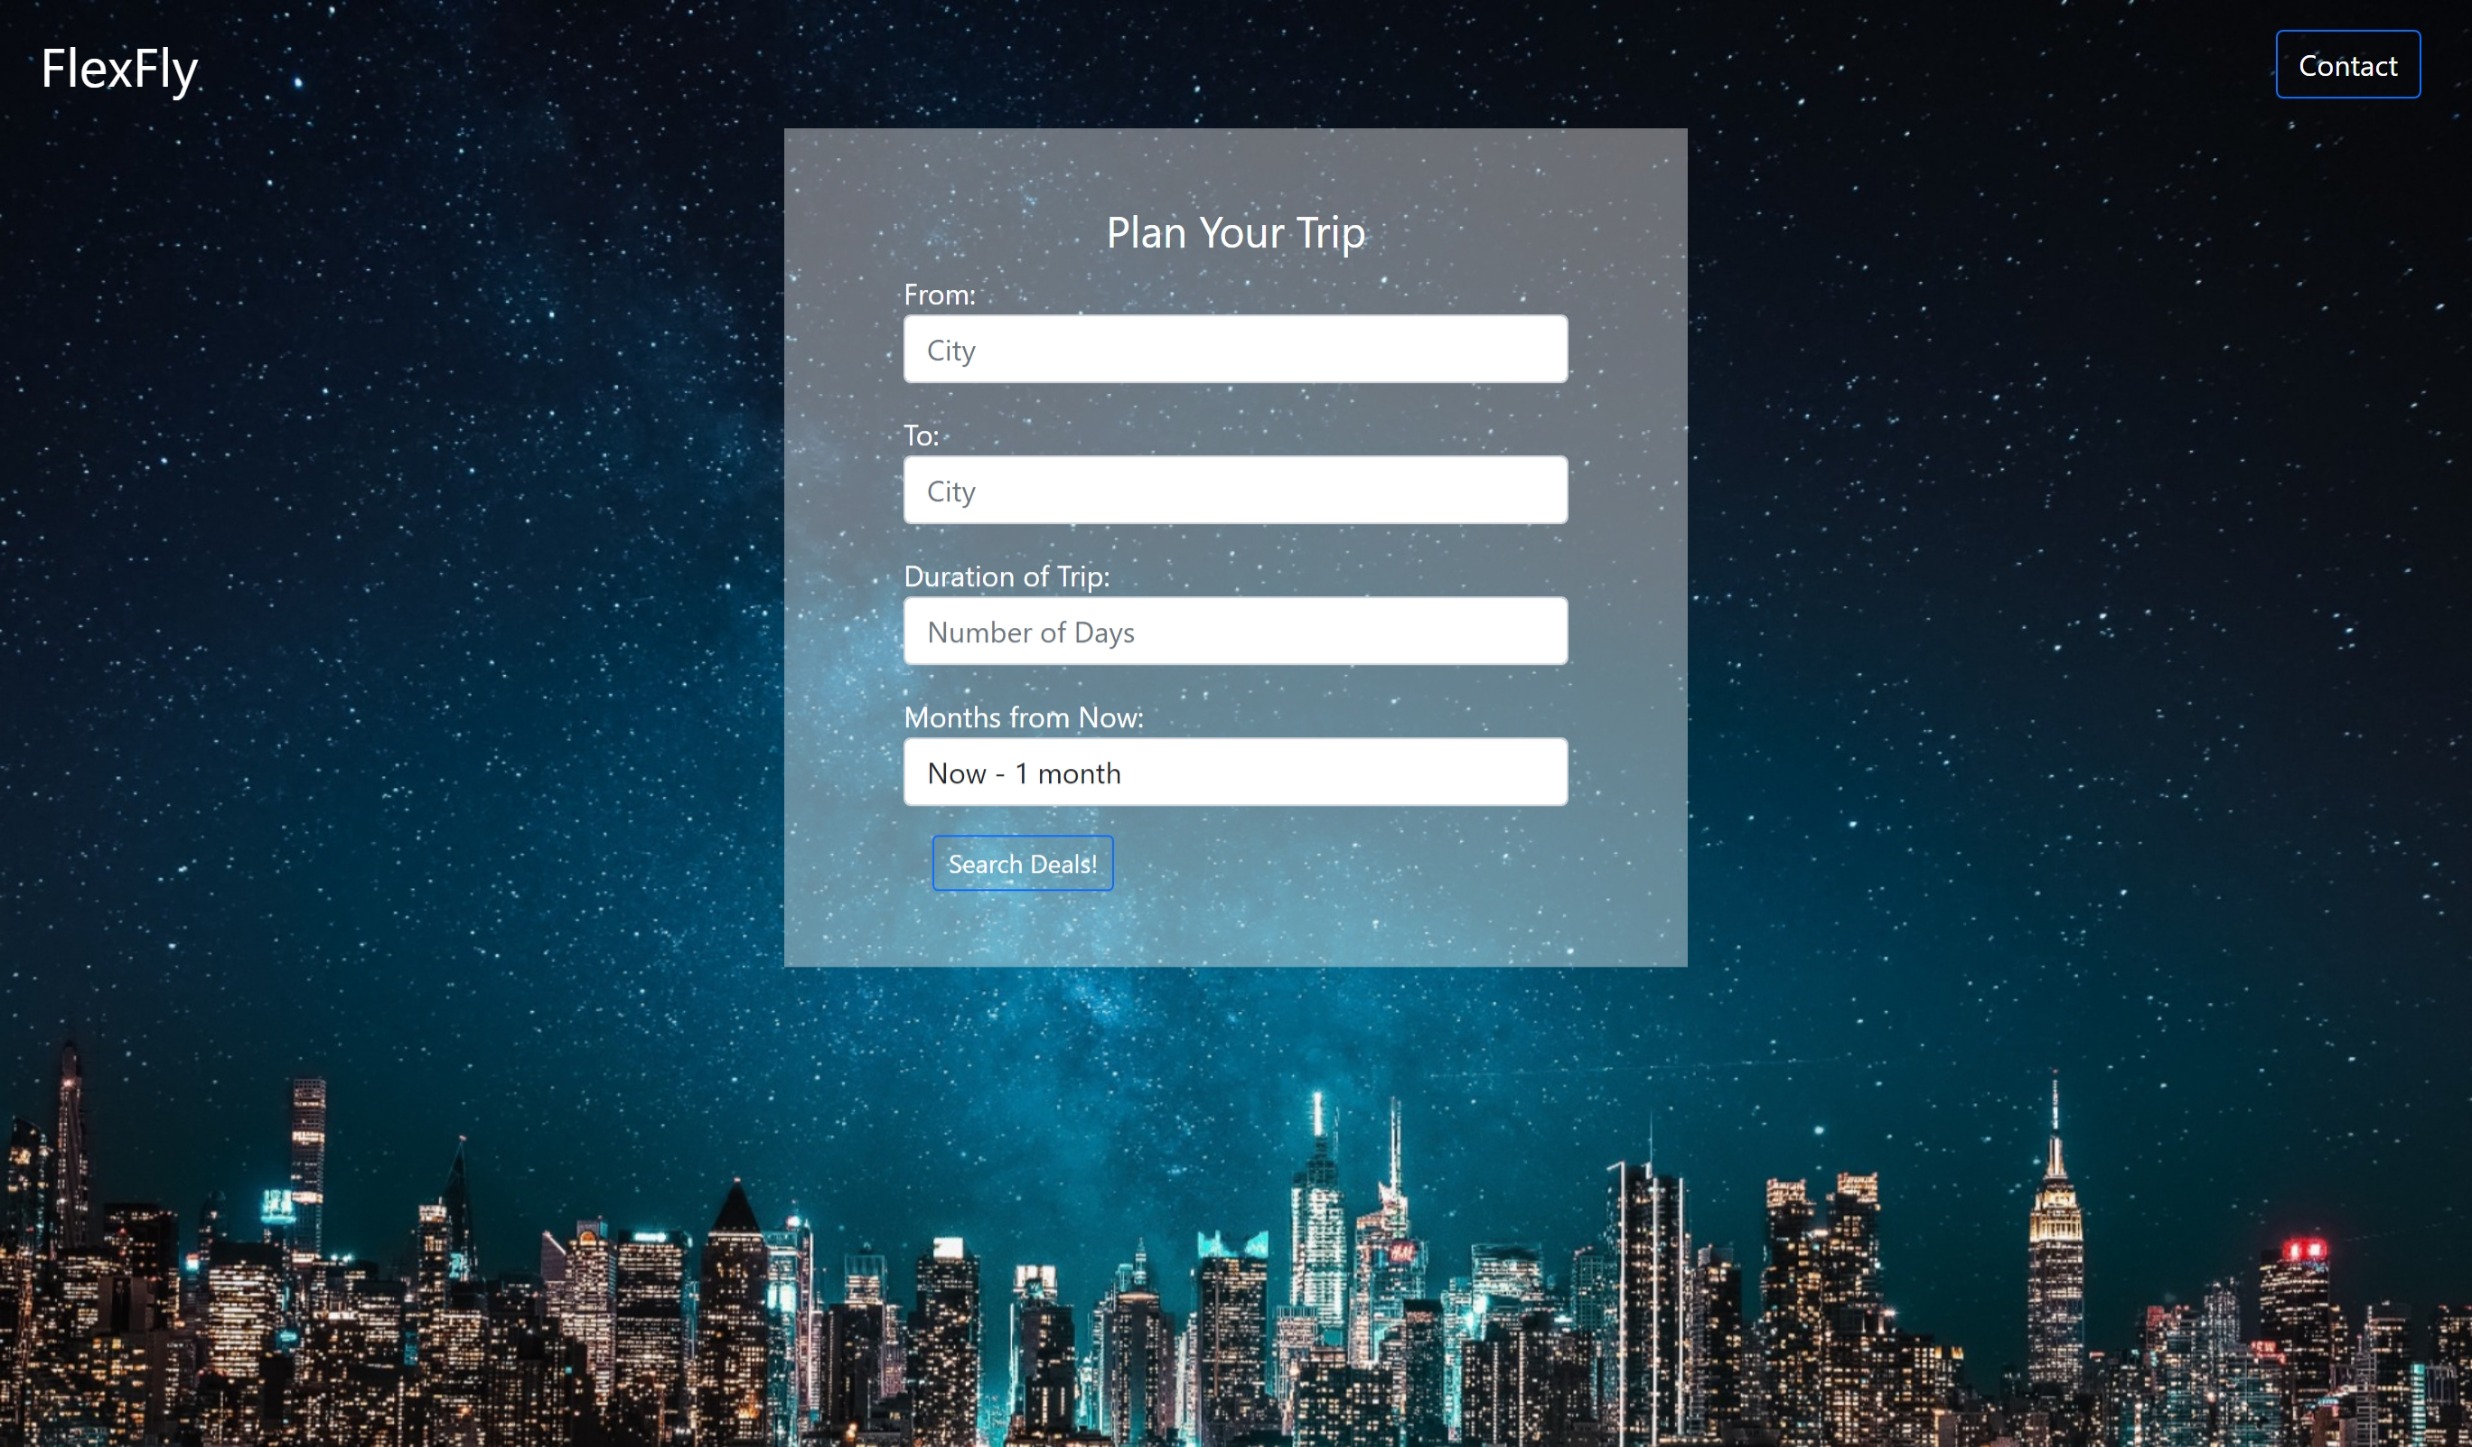 FlexFly
Contact
Plan Your Trip
From:
City
To:
City
Duration of Trip:
Number of Days
Months from Now:
Now - 1 month
Search Deals!
H&M